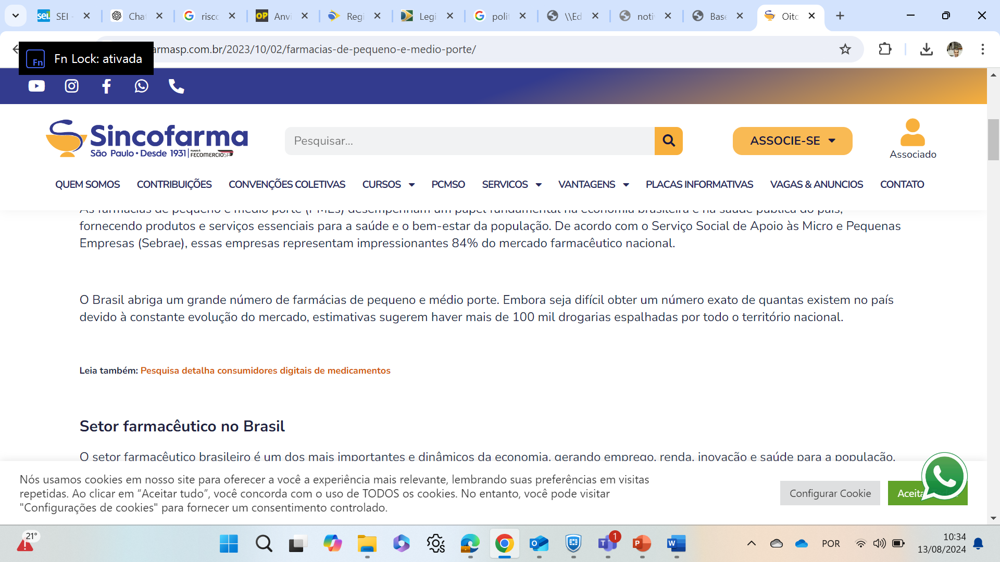 SEI -
Chat
risco
Anvi
Regi
Legi
polit
\\Ed
noti
Base
Oito
Fn Lock: ativada
Fn
armasp.com.br/2023/10/02/farmacias-de-pequeno-e-medio-porte/
Sincofarma
São Paulo • Desde 1931
FECOMERCIOSP
Pesquisar...
ASSOCIE-SE
Associado
QUEM SOMOS CONTRIBUIÇÕES CONVENÇÕES COLETIVAS CURSOS PCMSO SERVICOS VANTAGENS PLACAS INFORMATIVAS VAGAS & ANUNCIOS CONTATO
As farmácias de pequeno e médio porte (PMEs) desempenham um papel fundamental na economia brasileira e na saúde pública do país,
fornecendo produtos e serviços essenciais para a saúde e o bem-estar da população. De acordo com o Serviço Social de Apoio às Micro e Pequenas
Empresas (Sebrae), essas empresas representam impressionantes 84% do mercado farmacêutico nacional.
O Brasil abriga um grande número de farmácias de pequeno e médio porte. Embora seja difícil obter um número exato de quantas existem no país
devido à constante evolução do mercado, estimativas sugerem haver mais de 100 mil drogarias espalhadas por todo o território nacional.
Leia também: Pesquisa detalha consumidores digitais de medicamentos
Setor farmacêutico no Brasil
O setor farmacêutico brasileiro é um dos mais importantes e dinâmicos da economia, gerando emprego, renda, inovação e saúde para a população.
Nós usamos cookies em nosso site para oferecer a você a experiência mais relevante, lembrando suas preferências em visitas
repetidas. Ao clicar em “Aceitar tudo”, você concorda com o uso de TODOS os cookies. No entanto, você pode visitar
"Configurações de cookies" para fornecer um consentimento controlado.
Configurar Cookie
Aceita
21°
1
POR
10:34
13/08/2024